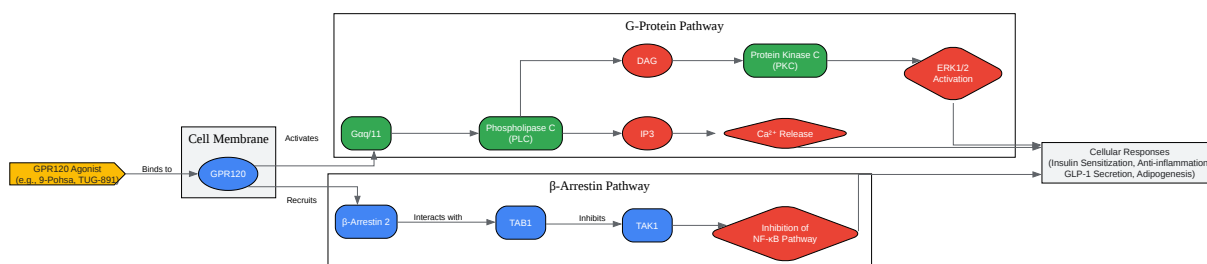 G-Protein Pathway
DAG
Protein Kinase C
(PKC)
ERK1/2
Activation
Cell Membrane
Activates
Gαq/11
Phospholipase C
(PLC)
IP3
Ca²⁺ Release
GPR120 Agonist
(e.g., 9-Pohsa, TUG-891)
Binds to
GPR120
Cellular Responses
(Insulin Sensitization, Anti-inflammation,
GLP-1 Secretion, Adipogenesis)
β-Arrestin Pathway
Recruits
β-Arrestin 2
Interacts with
TAB1
Inhibits
TAK1
Inhibition of
NF-κB Pathway